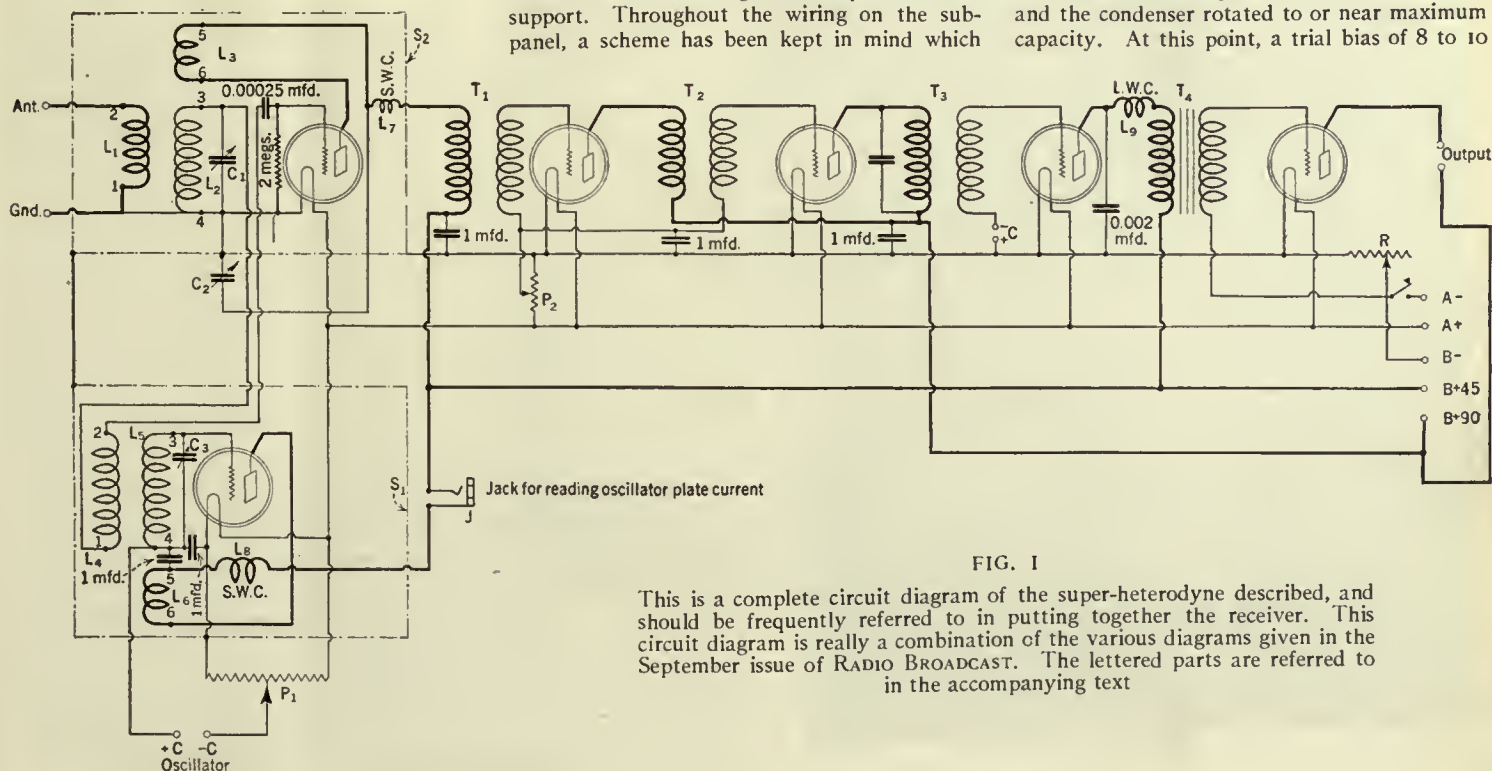 support. Throughout the wiring on the sub-
panel, a scheme has been kept in mind which
and the condenser rotated to or near maximum
capacity. At this point, a trial bias of 8 to 10
Ant.
Gnd.
2
L1
1
5
L3
6
0.00025 mfd.
3
L2
C1
4
2 megs.
C2
S2
S.W.C.
L7
T1
1 mfd.
P2
T2
1 mfd.
1 mfd.
T3
-C
+C
L.W.C.
L9
0.002
mfd.
T4
Output
R
A-
A+
B-
B+45
B+90
2
L5
3
C3
1
L4
4
1 mfd.
5
L6
6
1 mfd.
L8
S.W.C.
S1
Jack for reading oscillator plate current
J
P1
+C -C
Oscillator
FIG. 1
This is a complete circuit diagram of the super-heterodyne described, and
should be frequently referred to in putting together the receiver. This
circuit diagram is really a combination of the various diagrams given in the
September issue of RADIO BROADCAST. The lettered parts are referred to
in the accompanying text